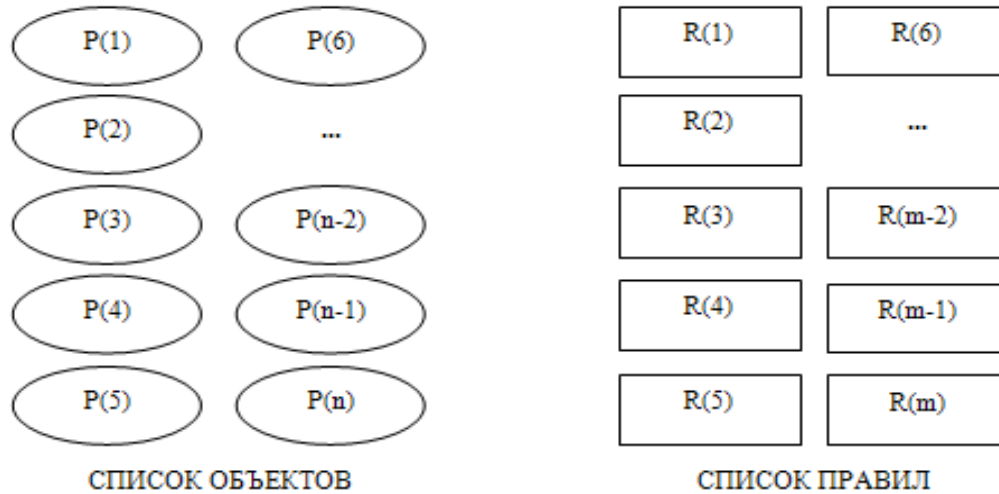 P(1) P(6) R(1) R(6)
P(2) ... R(2) ...
P(3) P(n-2) R(3) R(m-2)
P(4) P(n-1) R(4) R(m-1)
P(5) P(n) R(5) R(m)
СПИСОК ОБЪЕКТОВ СПИСОК ПРАВИЛ